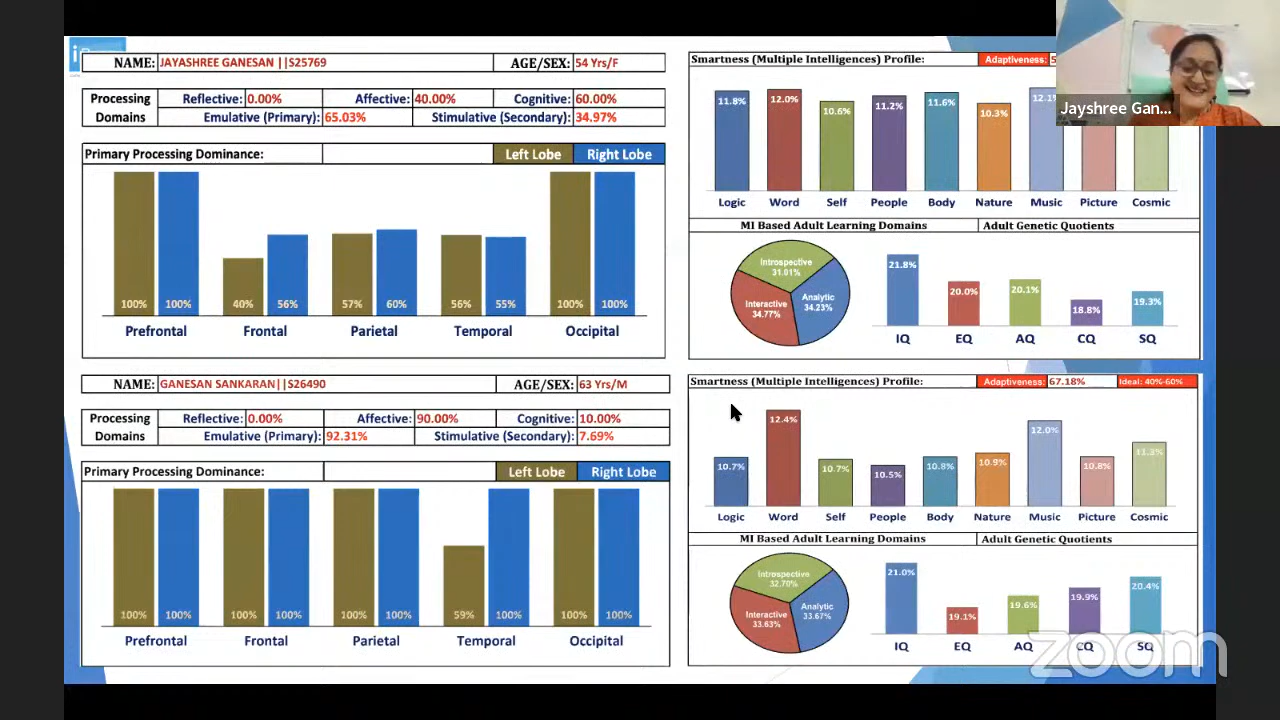 NAME: JAYASHREE GANESAN ||S25769 AGE/SEX: 54 Yrs/F
Processing Domains
Reflective: 0.00% Affective: 40.00% Cognitive: 60.00%
Emulative (Primary): 65.03% Stimulative (Secondary): 34.97%
Primary Processing Dominance: Left Lobe Right Lobe
100% 100% 40% 56% 57% 60% 56% 55% 100% 100%
Prefrontal Frontal Parietal Temporal Occipital
Smartness (Multiple Intelligences) Profile: Adaptiveness:
11.8% 12.0% 10.6% 11.2% 11.6% 10.3% 12.1%
Logic Word Self People Body Nature Music Picture Cosmic
MI Based Adult Learning Domains Adult Genetic Quotients
Introspective
31.01%
Interactive
34.77%
Analytic
34.23%
21.8% 20.0% 20.1% 18.8% 19.3%
IQ EQ AQ CQ SQ
Jayshree Gan...
NAME: GANESAN SANKARAN||S26490 AGE/SEX: 63 Yrs/M
Processing Domains
Reflective: 0.00% Affective: 90.00% Cognitive: 10.00%
Emulative (Primary): 92.31% Stimulative (Secondary): 7.69%
Primary Processing Dominance: Left Lobe Right Lobe
100% 100% 100% 100% 100% 100% 59% 100% 100% 100%
Prefrontal Frontal Parietal Temporal Occipital
Smartness (Multiple Intelligences) Profile: Adaptiveness: 67.18% Ideal: 40%-60%
10.7% 12.4% 10.7% 10.5% 10.8% 10.9% 12.0% 10.8% 11.3%
Logic Word Self People Body Nature Music Picture Cosmic
MI Based Adult Learning Domains Adult Genetic Quotients
Introspective
32.70%
Interactive
33.63%
Analytic
33.67%
21.0% 19.1% 19.6% 19.9% 20.4%
IQ EQ AQ CQ SQ
zoom